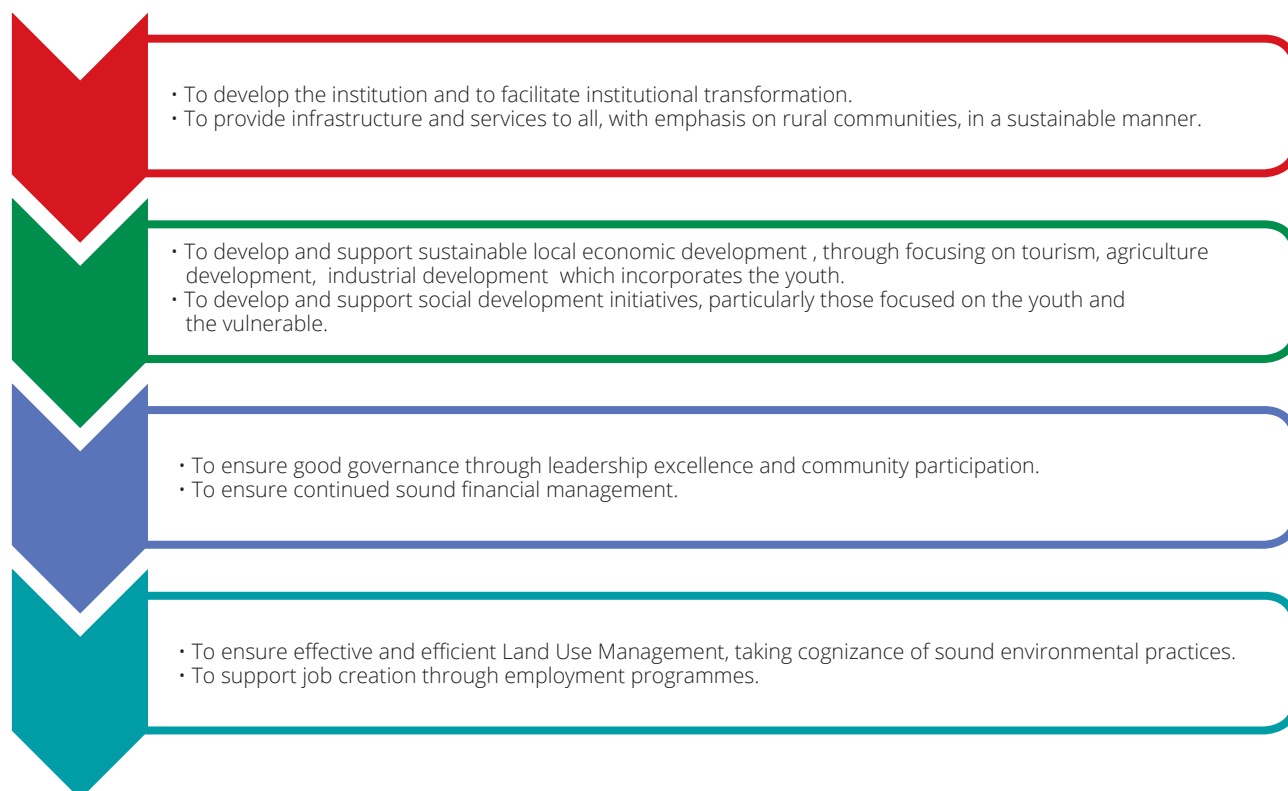 • To develop the institution and to facilitate institutional transformation.
• To provide infrastructure and services to all, with emphasis on rural communities, in a sustainable manner.
• To develop and support sustainable local economic development , through focusing on tourism, agriculture
development,  industrial development  which incorporates the youth.
• To develop and support social development initiatives, particularly those focused on the youth and
the vulnerable.
• To ensure good governance through leadership excellence and community participation.
• To ensure continued sound financial management.
• To ensure effective and efficient Land Use Management, taking cognizance of sound environmental practices.
• To support job creation through employment programmes.